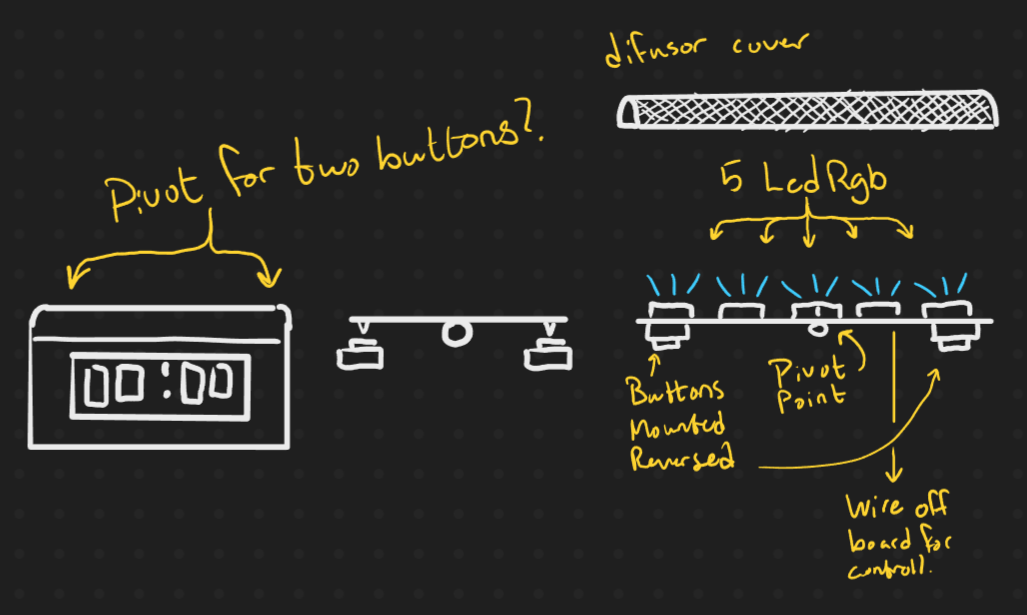 difusor cover
Pivot for two buttons?
5 Led Rgb
00:00
Buttons
Mounted
Reversed
Pivot
Point
Wire off
board for
controll.